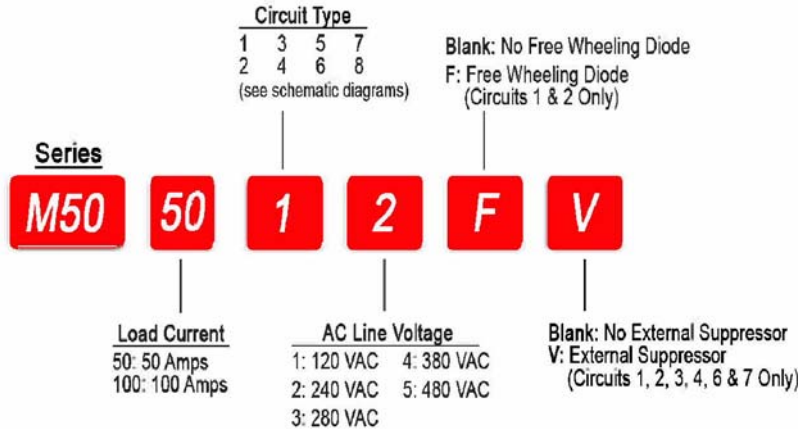 Circuit Type
1 3 5 7
2 4 6 8
(see schematic diagrams)
Blank: No Free Wheeling Diode
F: Free Wheeling Diode
(Circuits 1 & 2 Only)
Series
M50 50 1 2 F V
Load Current
50: 50 Amps
100: 100 Amps
AC Line Voltage
1: 120 VAC 4: 380 VAC
2: 240 VAC 5: 480 VAC
3: 280 VAC
Blank: No External Suppressor
V: External Suppressor
(Circuits 1, 2, 3, 4, 6 & 7 Only)